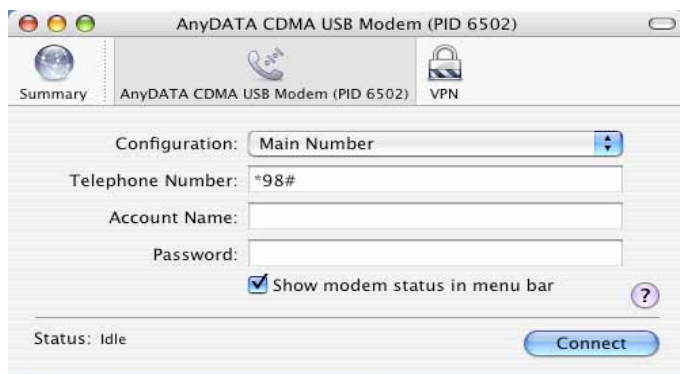 AnyDATA CDMA USB Modem (PID 6502)
Summary
AnyDATA CDMA USB Modem (PID 6502)
VPN
Configuration: Main Number
Telephone Number: *98#
Account Name:
Password:
Show modem status in menu bar
?
Status: Idle
Connect